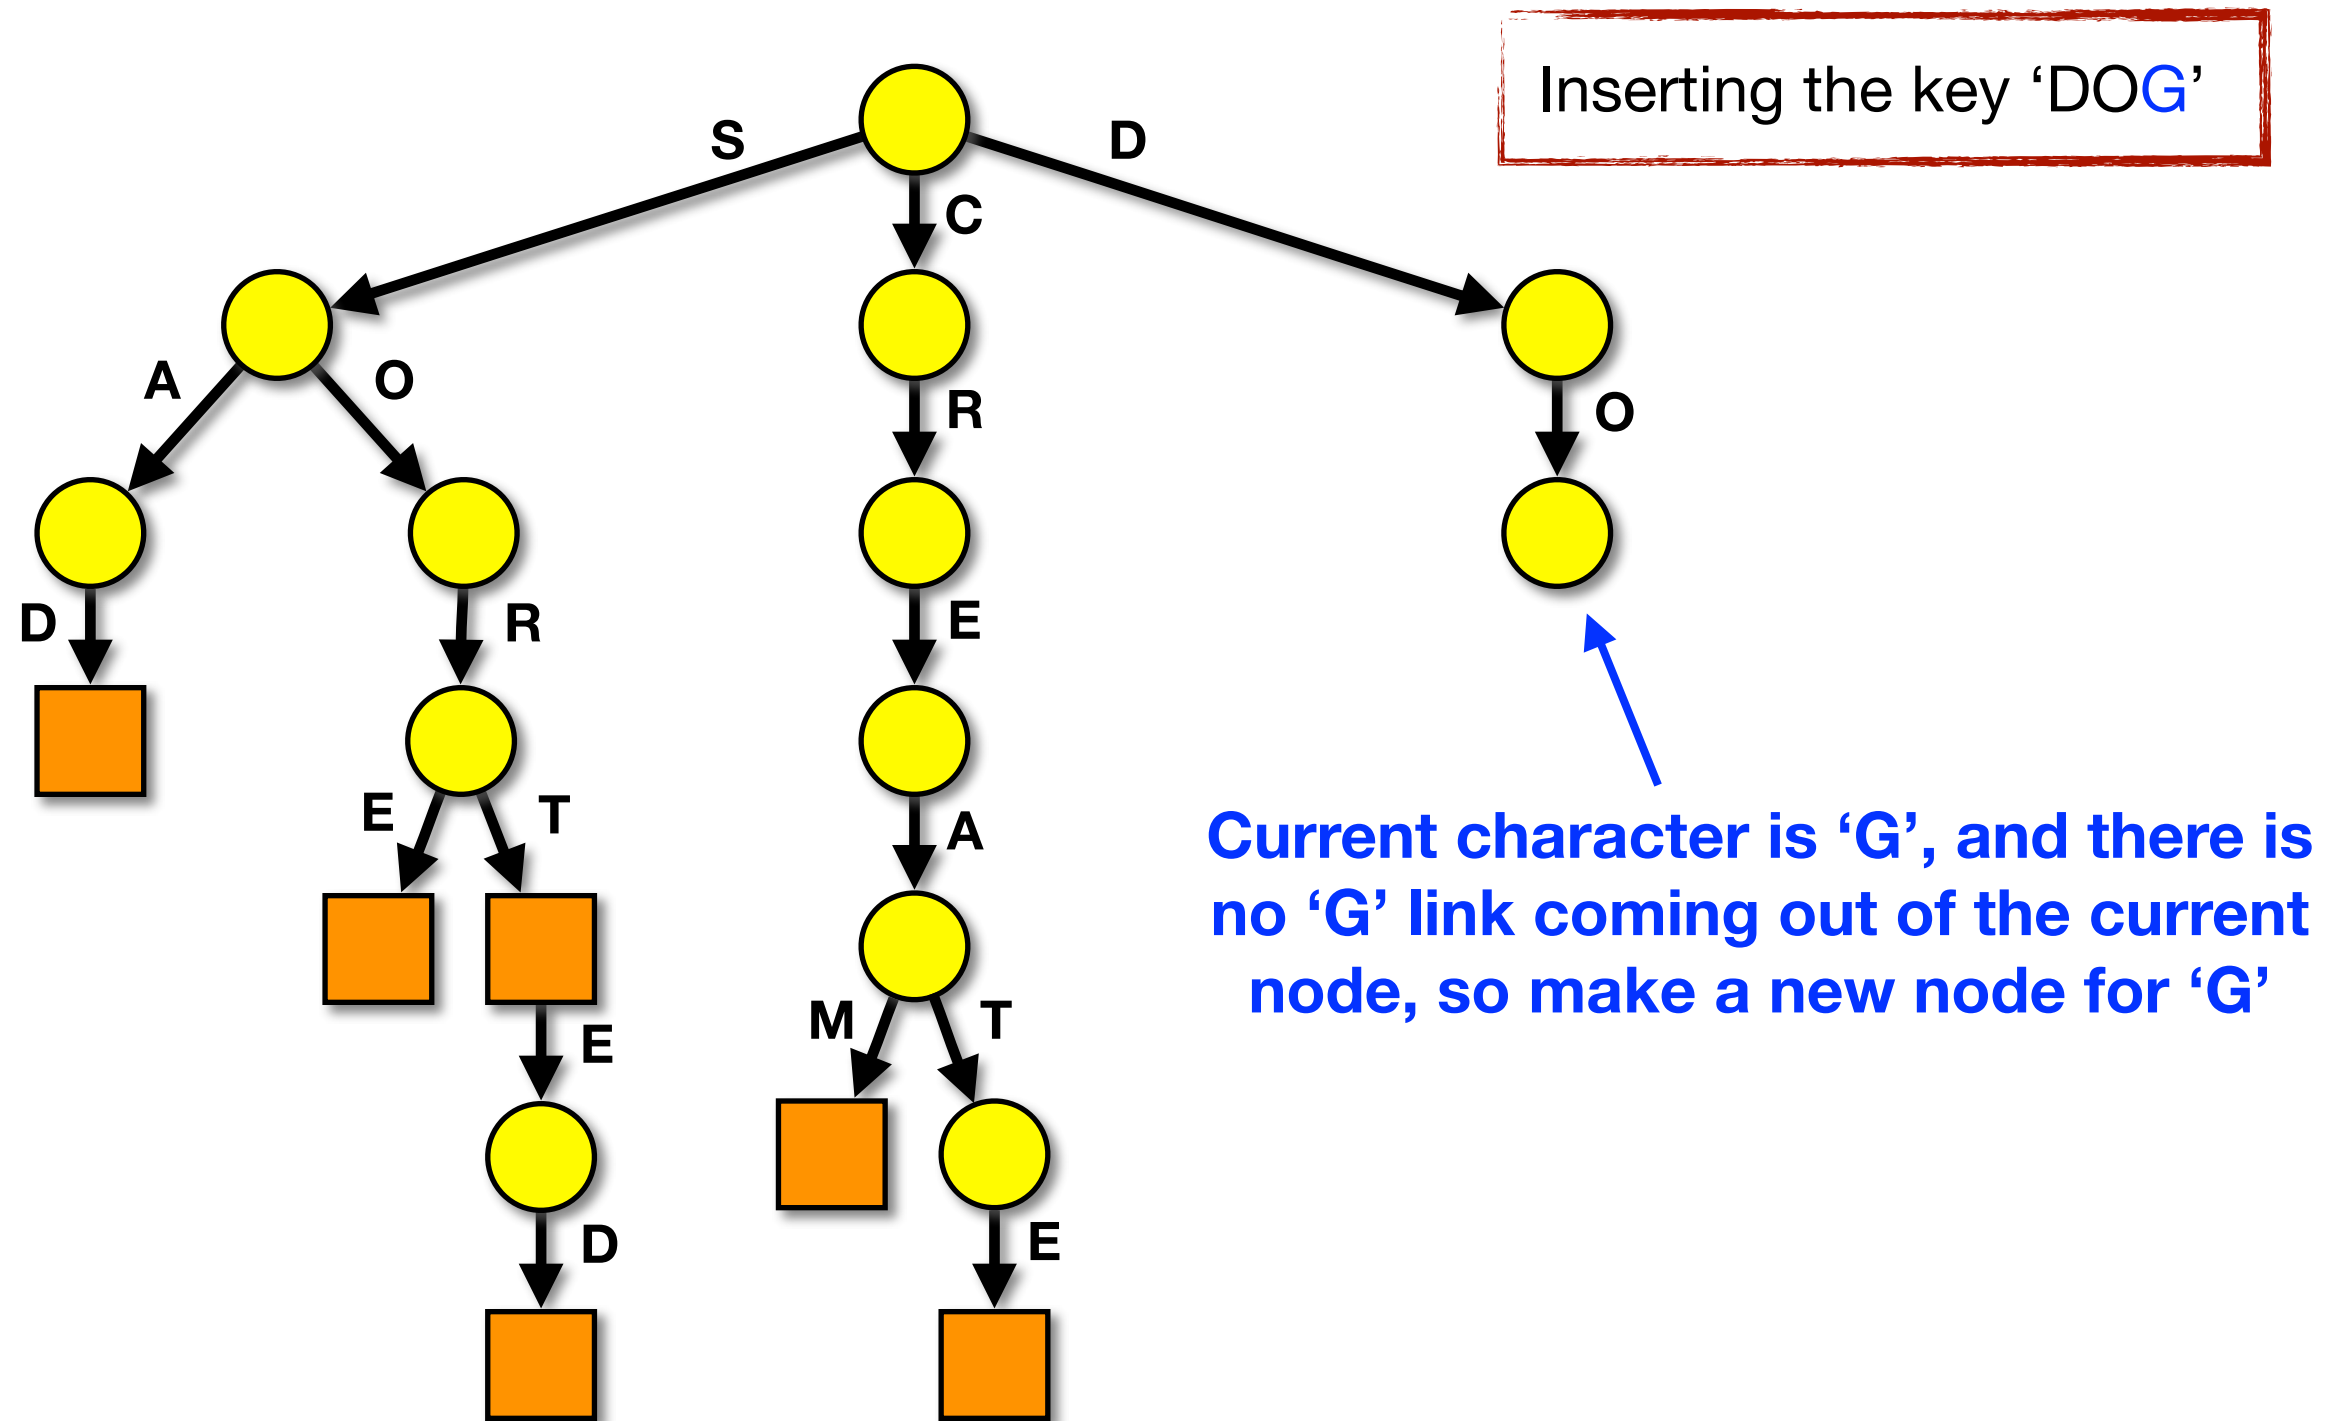 Inserting the key ‘DOG’
S
D
C
A
O
R
O
D
R
E
E
T
A
E
M
T
D
E
Current character is ‘G’, and there is
no ‘G’ link coming out of the current
node, so make a new node for ‘G’